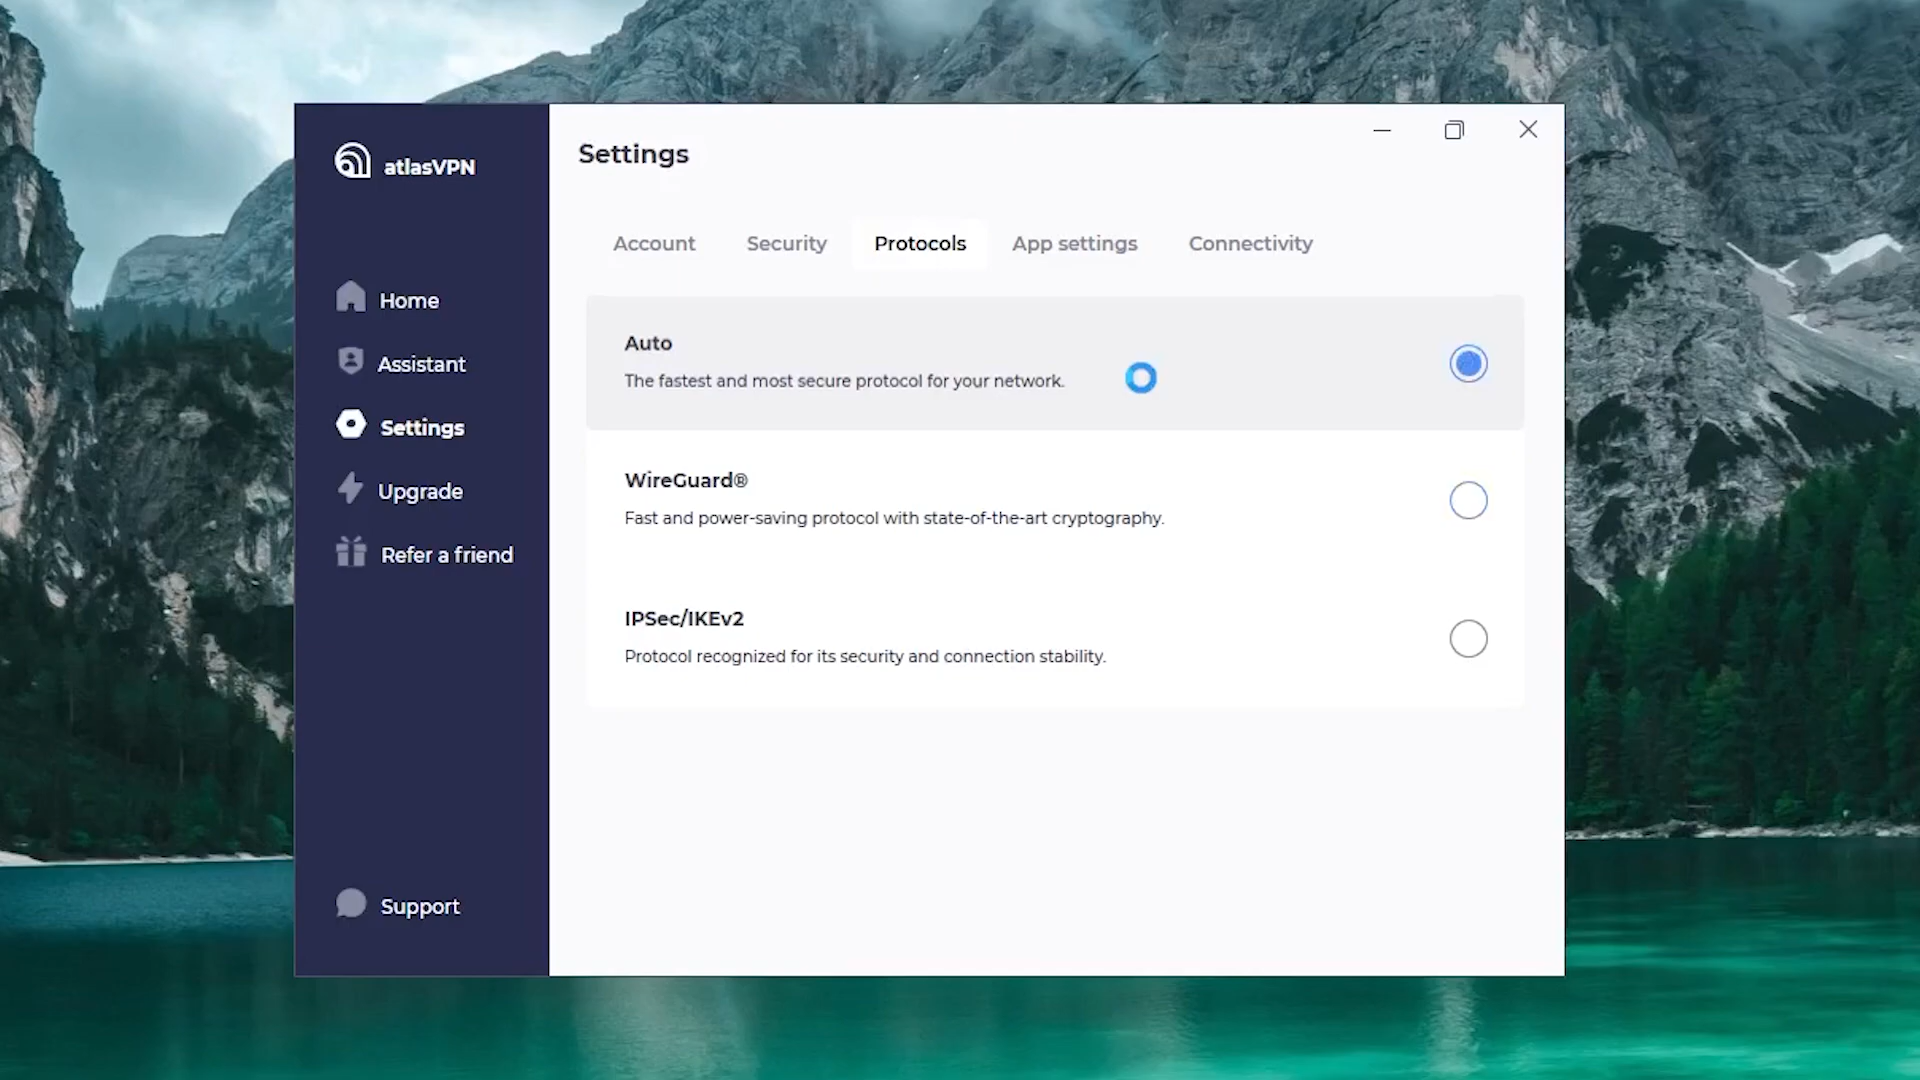 atlasVPN
Settings
Account Security Protocols App settings Connectivity
Home
Assistant
Settings
Upgrade
Refer a friend
Support
Auto
The fastest and most secure protocol for your network.
WireGuard®
Fast and power-saving protocol with state-of-the-art cryptography.
IPSec/IKEv2
Protocol recognized for its security and connection stability.